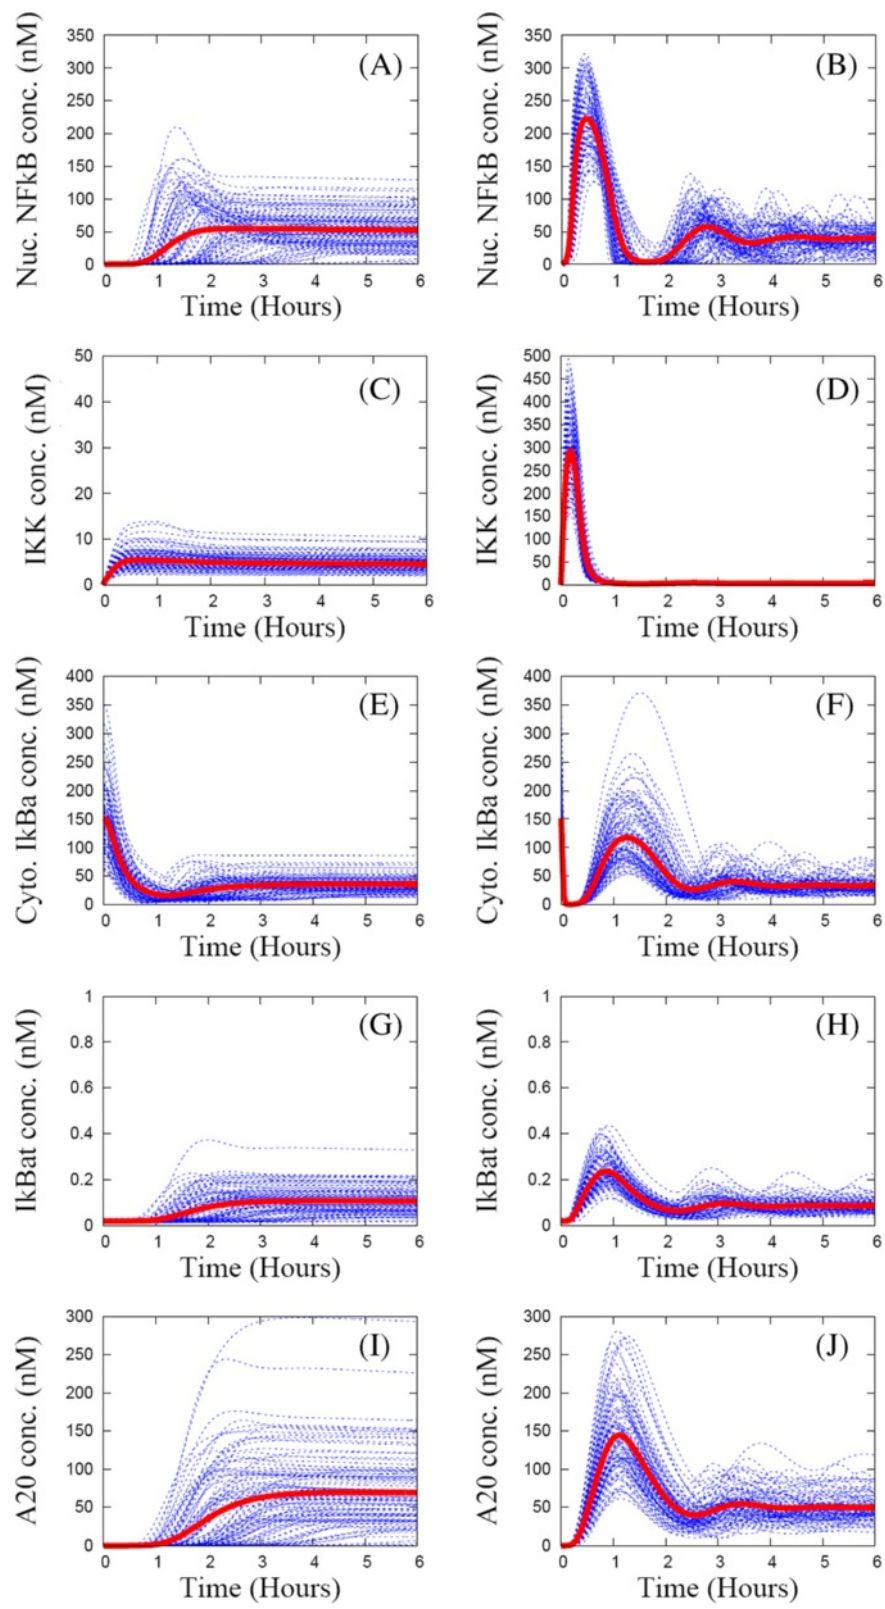 Nuc. NFkB conc. (nM)
350
300
250
200
150
100
50
0
(A)
0 1 2 3 4 5 6
Time (Hours)
Nuc. NFkB conc. (nM)
350
300
250
200
150
100
50
0
(B)
0 1 2 3 4 5 6
Time (Hours)
IKK conc. (nM)
50
40
30
20
10
0
(C)
0 1 2 3 4 5 6
Time (Hours)
IKK conc. (nM)
500
450
400
350
300
250
200
150
100
50
0
(D)
0 1 2 3 4 5 6
Time (Hours)
Cyto. IkBa conc. (nM)
400
350
300
250
200
150
100
50
0
(E)
0 1 2 3 4 5 6
Time (Hours)
Cyto. IkBa conc. (nM)
400
350
300
250
200
150
100
50
0
(F)
0 1 2 3 4 5 6
Time (Hours)
IkBat conc. (nM)
1
0.8
0.6
0.4
0.2
0
(G)
0 1 2 3 4 5 6
Time (Hours)
IkBat conc. (nM)
1
0.8
0.6
0.4
0.2
0
(H)
0 1 2 3 4 5 6
Time (Hours)
A20 conc. (nM)
300
250
200
150
100
50
0
(I)
0 1 2 3 4 5 6
Time (Hours)
A20 conc. (nM)
300
250
200
150
100
50
0
(J)
0 1 2 3 4 5 6
Time (Hours)